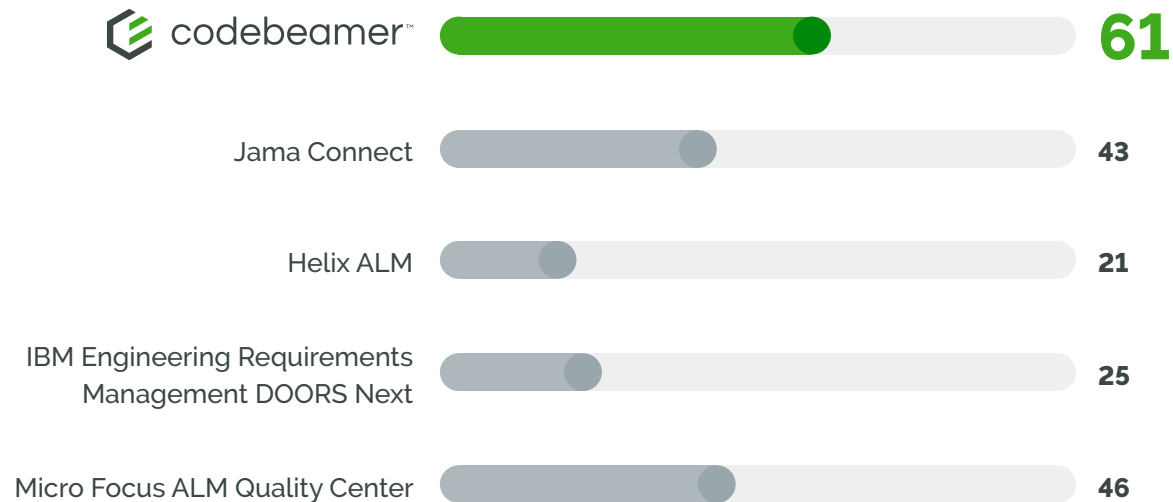 codebeamer™ 61
Jama Connect 43
Helix ALM 21
IBM Engineering Requirements
Management DOORS Next 25
Micro Focus ALM Quality Center 46